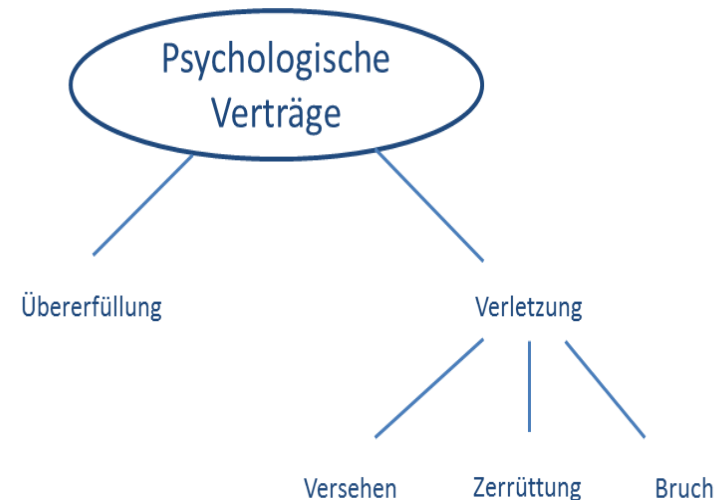 Psychologische
Verträge
Übererfüllung
Verletzung
Versehen
Zerrüttung
Bruch